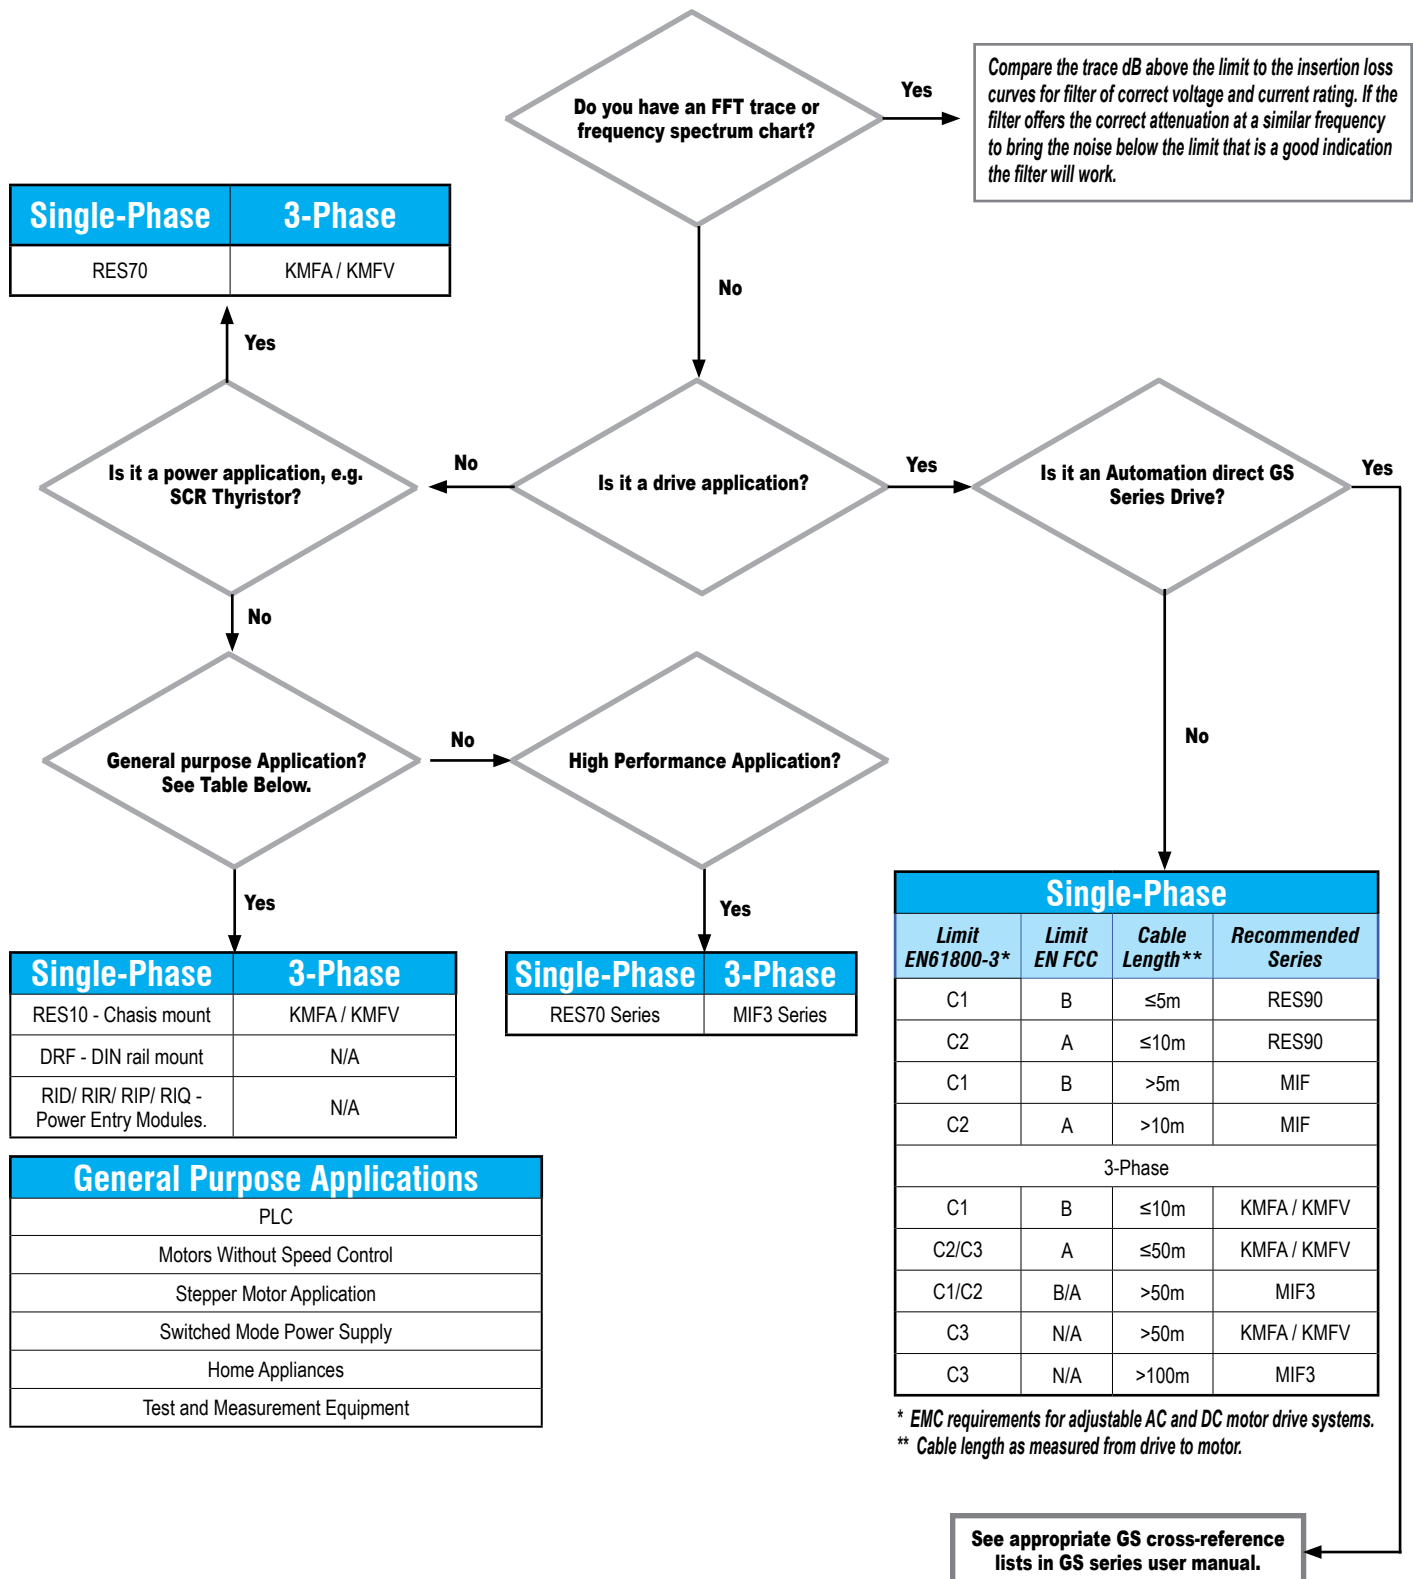 Do you have an FFT trace or
frequency spectrum chart?
Yes
Compare the trace dB above the limit to the insertion loss
curves for filter of correct voltage and current rating. If the
filter offers the correct attenuation at a similar frequency
to bring the noise below the limit that is a good indication
the filter will work.
Single-Phase 3-Phase
RES70 KMFA / KMFV
No
Yes
Is it a power application, e.g.
SCR Thyristor?
No
Is it a drive application?
Yes
Is it an Automation direct GS
Series Drive?
Yes
No
No
General purpose Application?
See Table Below.
No
High Performance Application?
Yes
Yes
Single-Phase 3-Phase
RES10 - Chasis mount KMFA / KMFV
DRF - DIN rail mount N/A
RID/ RIR/ RIP/ RIQ -
Power Entry Modules. N/A
Single-Phase 3-Phase
RES70 Series MIF3 Series
General Purpose Applications
PLC
Motors Without Speed Control
Stepper Motor Application
Switched Mode Power Supply
Home Appliances
Test and Measurement Equipment
Single-Phase
Limit EN61800-3* Limit EN FCC Cable Length** Recommended Series
C1 B ≤5m RES90
C2 A ≤10m RES90
C1 B >5m MIF
C2 A >10m MIF
3-Phase
C1 B ≤10m KMFA / KMFV
C2/C3 A ≤50m KMFA / KMFV
C1/C2 B/A >50m MIF3
C3 N/A >50m KMFA / KMFV
C3 N/A >100m MIF3
* EMC requirements for adjustable AC and DC motor drive systems.
** Cable length as measured from drive to motor.
See appropriate GS cross-reference
lists in GS series user manual.